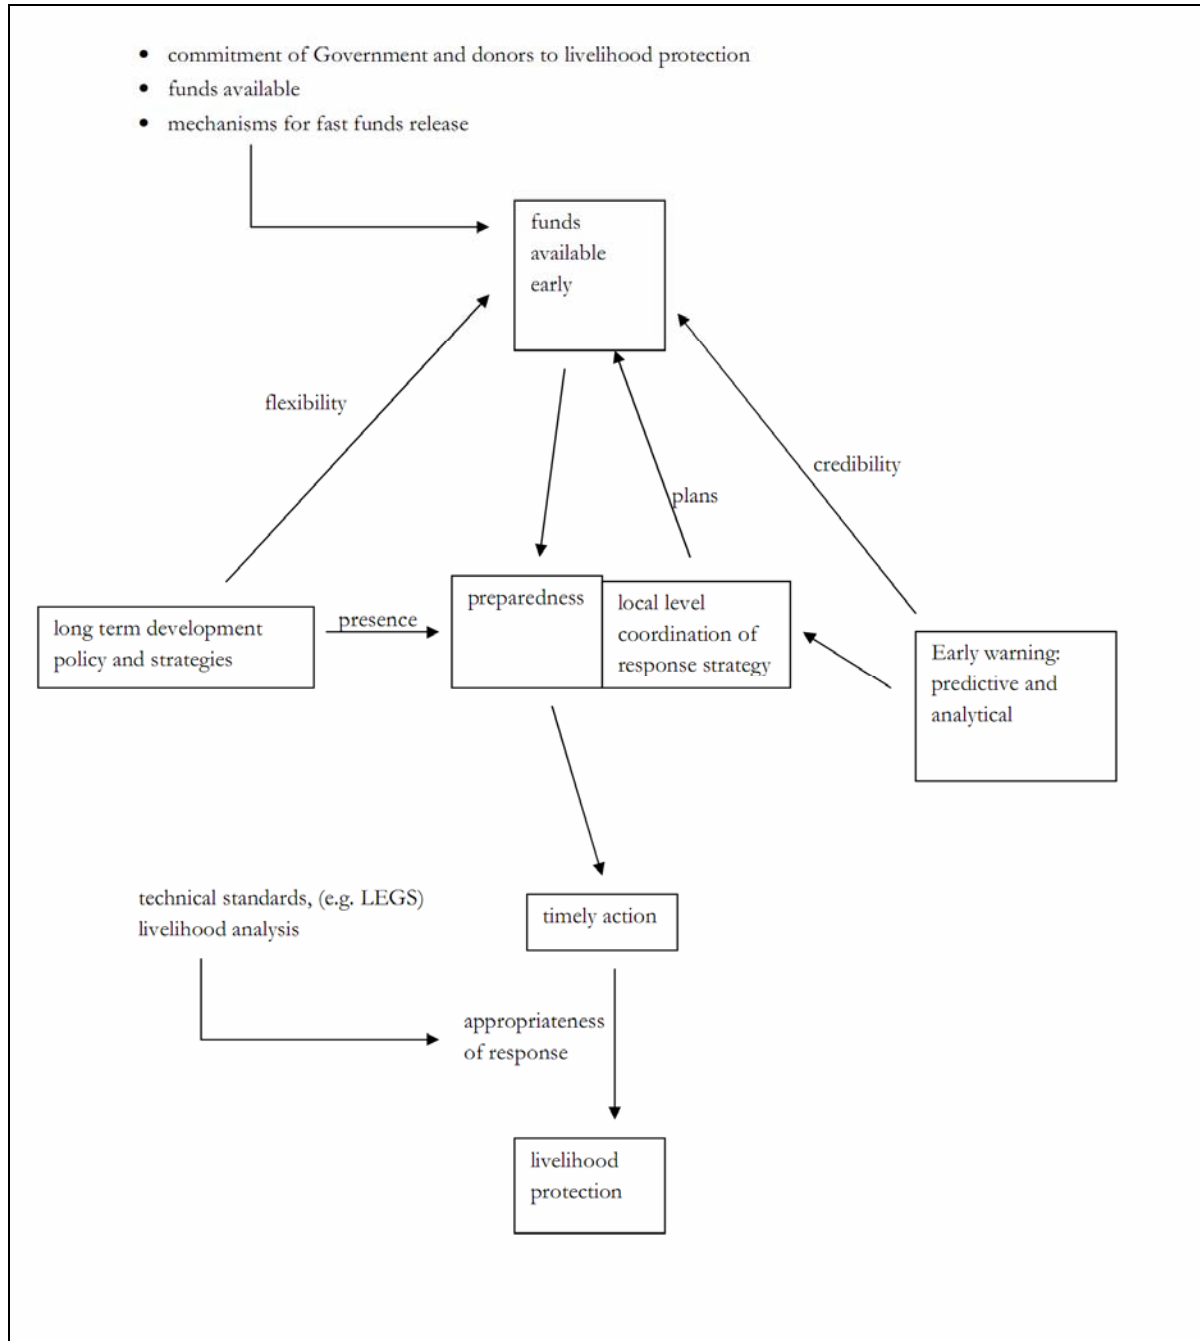 • commitment of Government and donors to livelihood protection
• funds available
• mechanisms for fast funds release
funds
available
early
flexibility
credibility
plans
long term development
policy and strategies
presence
preparedness
local level
coordination of
response strategy
Early warning:
predictive and
analytical
technical standards, (e.g. LEGS)
livelihood analysis
timely action
appropriateness
of response
livelihood
protection